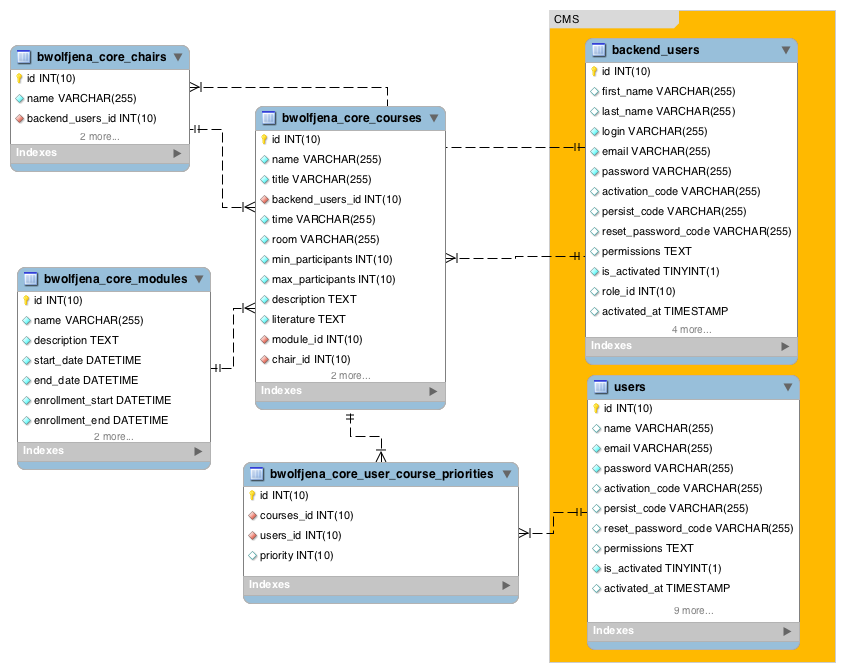 CMS
bwolfjena_core_chairs
id INT(10)
name VARCHAR(255)
backend_users_id INT(10)
2 more...
Indexes
bwolfjena_core_courses
id INT(10)
name VARCHAR(255)
title VARCHAR(255)
backend_users_id INT(10)
time VARCHAR(255)
room VARCHAR(255)
min_participants INT(10)
max_participants INT(10)
description TEXT
literature TEXT
module_id INT(10)
chair_id INT(10)
2 more...
Indexes
backend_users
id INT(10)
first_name VARCHAR(255)
last_name VARCHAR(255)
login VARCHAR(255)
email VARCHAR(255)
password VARCHAR(255)
activation_code VARCHAR(255)
persist_code VARCHAR(255)
reset_password_code VARCHAR(255)
permissions TEXT
is_activated TINYINT(1)
role_id INT(10)
activated_at TIMESTAMP
4 more...
Indexes
bwolfjena_core_modules
id INT(10)
name VARCHAR(255)
description TEXT
start_date DATETIME
end_date DATETIME
enrollment_start DATETIME
enrollment_end DATETIME
2 more...
Indexes
bwolfjena_core_user_course_priorities
id INT(10)
courses_id INT(10)
users_id INT(10)
priority INT(10)
Indexes
users
id INT(10)
name VARCHAR(255)
email VARCHAR(255)
password VARCHAR(255)
activation_code VARCHAR(255)
persist_code VARCHAR(255)
reset_password_code VARCHAR(255)
permissions TEXT
is_activated TINYINT(1)
activated_at TIMESTAMP
9 more...
Indexes